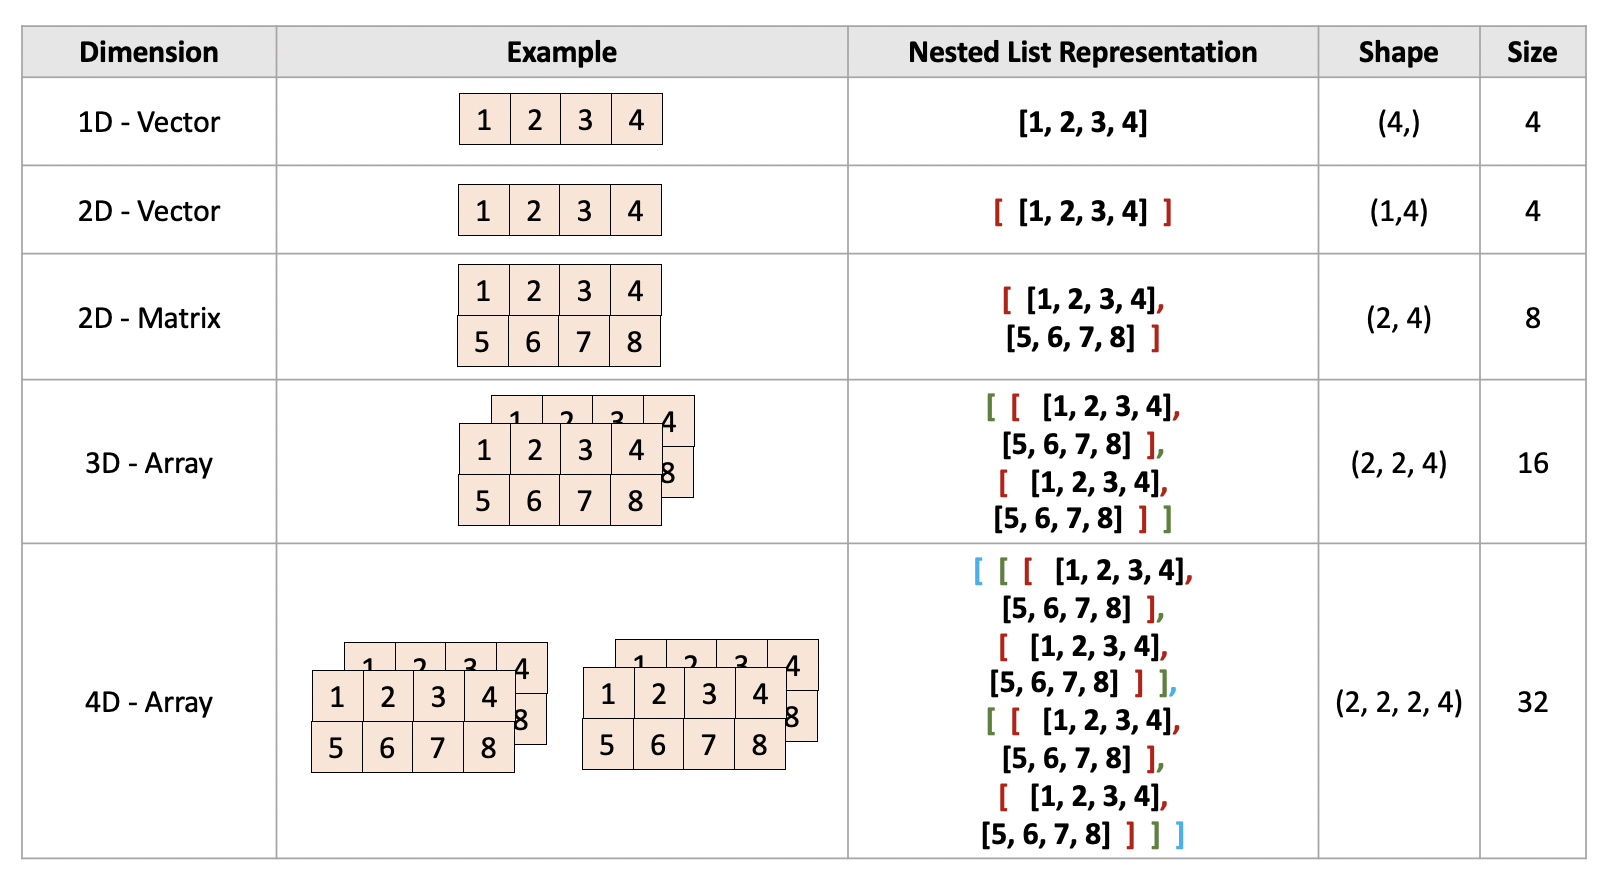 Dimension Example Nested List Representation Shape Size
1D - Vector 1 2 3 4 [1, 2, 3, 4] (4,) 4
2D - Vector 1 2 3 4 [ [1, 2, 3, 4] ] (1,4) 4
2D - Matrix
1 2 3 4
5 6 7 8
[ [1, 2, 3, 4],
[5, 6, 7, 8] ]
(2, 4) 8
3D - Array
1 2 3 4
1 2 3 4
8
5 6 7 8
[ [ [1, 2, 3, 4],
[5, 6, 7, 8] ],
[ [1, 2, 3, 4],
[5, 6, 7, 8] ] ]
(2, 2, 4) 16
4D - Array
1 2 3 4
1 2 3 4
8
5 6 7 8
1 2 3 4
1 2 3 4
8
5 6 7 8
[ [ [ [1, 2, 3, 4],
[5, 6, 7, 8] ],
[ [1, 2, 3, 4],
[5, 6, 7, 8] ] ],
[ [ [1, 2, 3, 4],
[5, 6, 7, 8] ],
[ [1, 2, 3, 4],
[5, 6, 7, 8] ] ] ]
(2, 2, 2, 4) 32